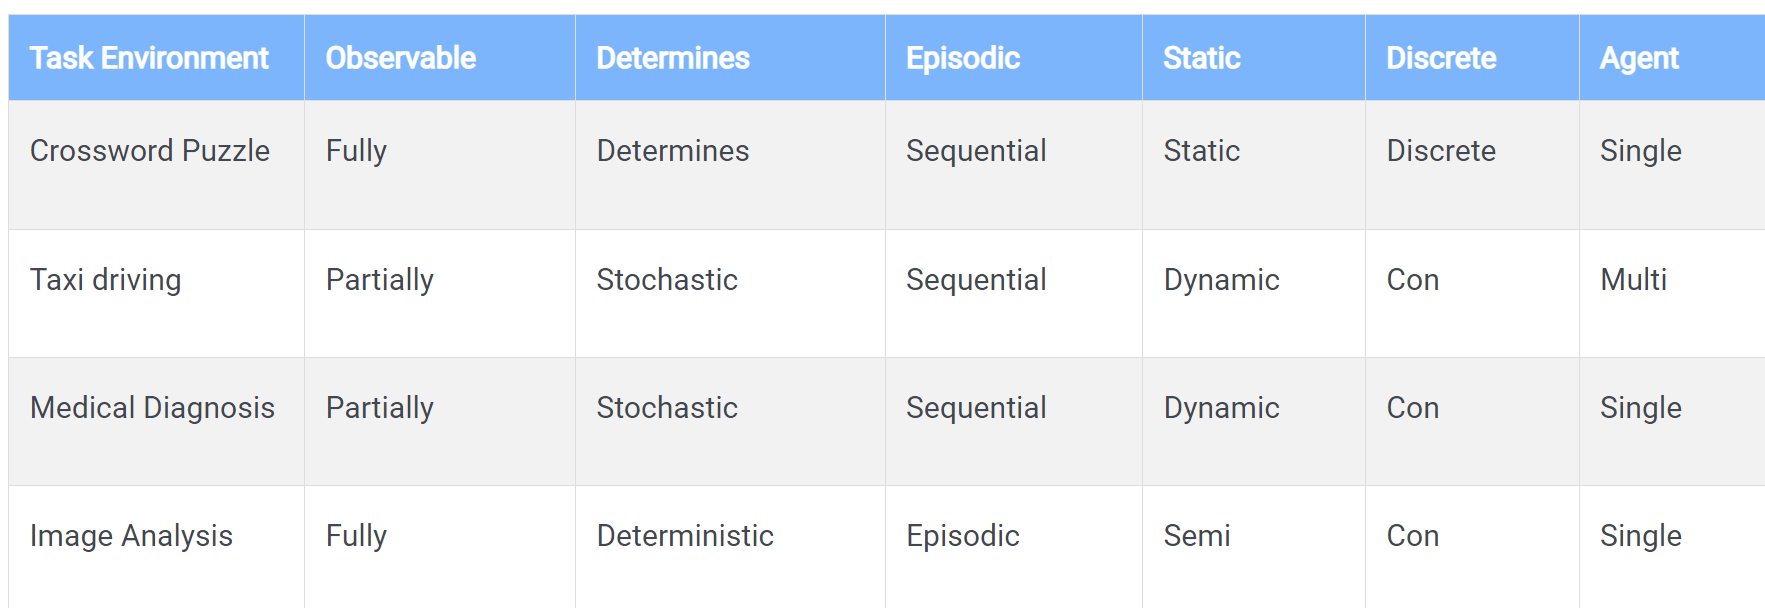 Task Environment Observable Determines Episodic Static Discrete Agent
Crossword Puzzle Fully Determines Sequential Static Discrete Single
Taxi driving Partially Stochastic Sequential Dynamic Con Multi
Medical Diagnosis Partially Stochastic Sequential Dynamic Con Single
Image Analysis Fully Deterministic Episodic Semi Con Single